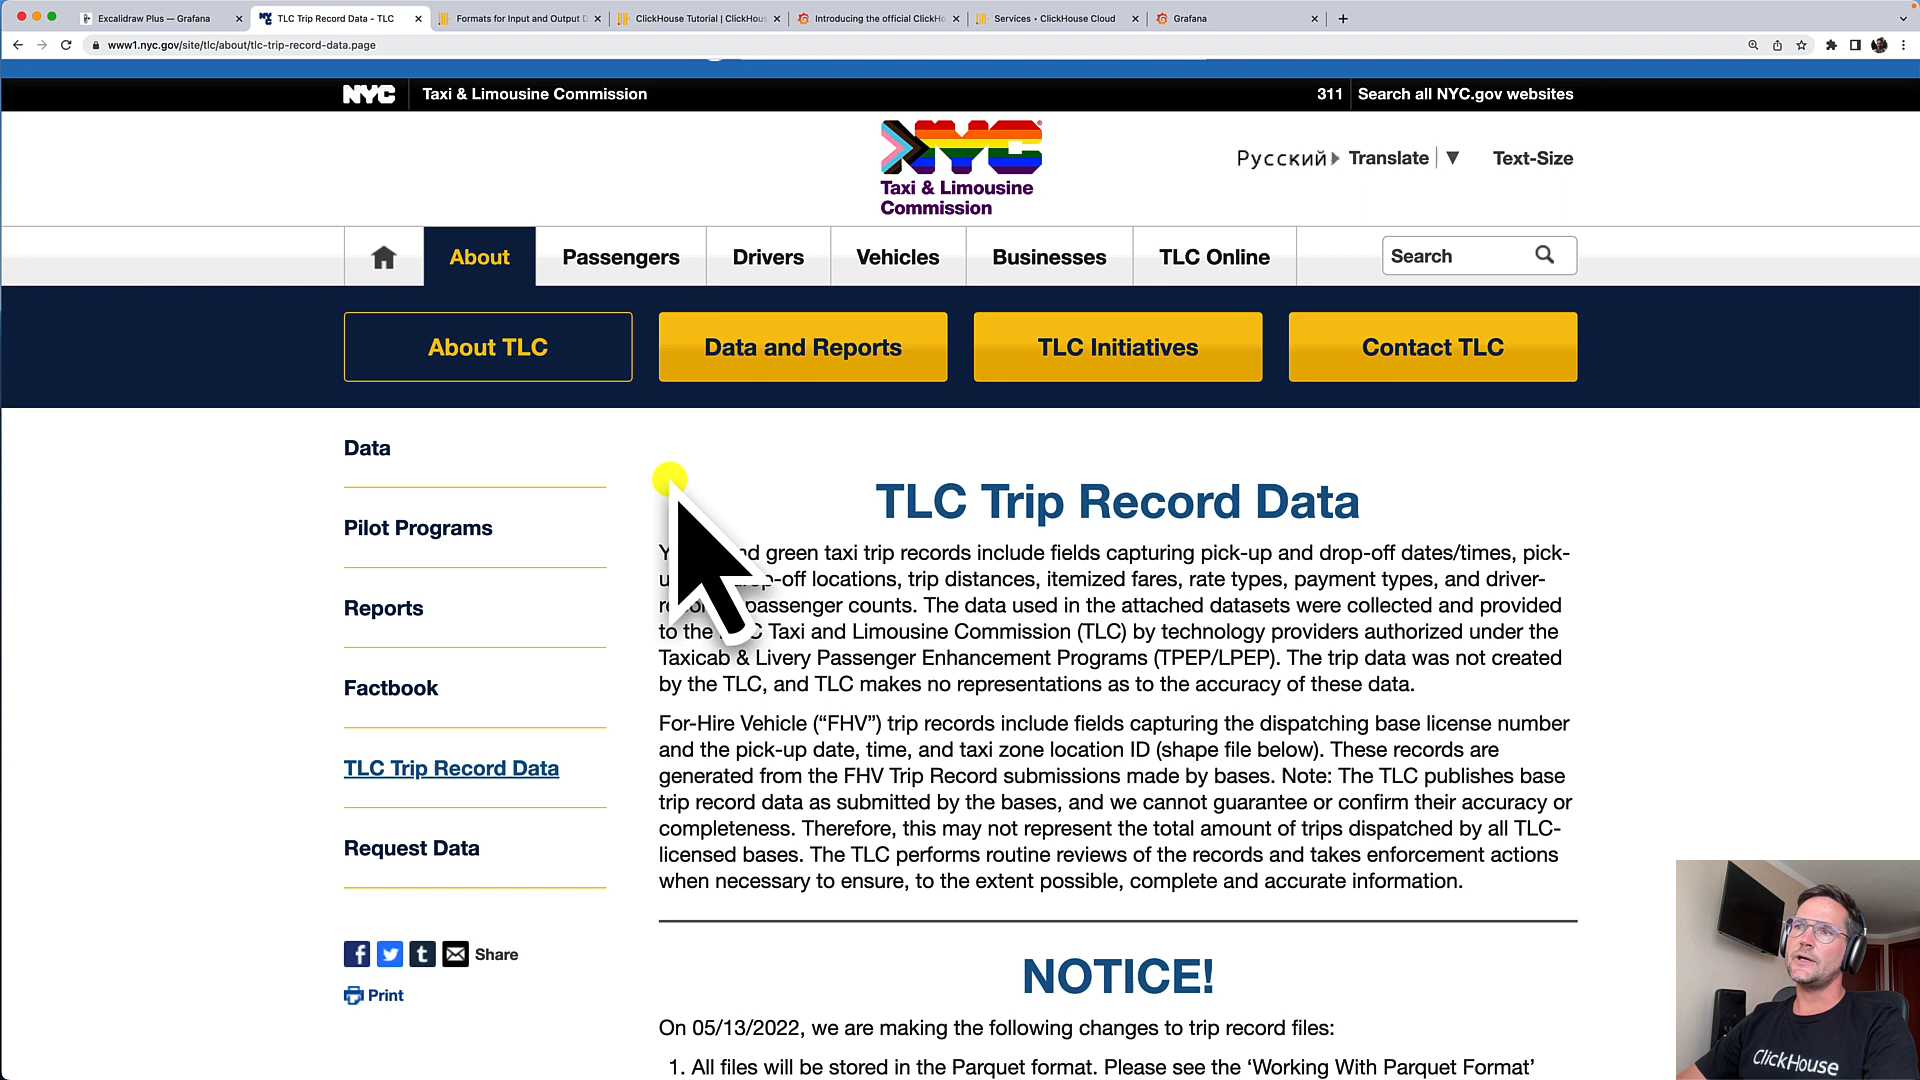 Excalidraw Plus — Grafana
TLC Trip Record Data - TLC
Formats for Input and Output D
ClickHouse Tutorial | ClickHous
Introducing the official ClickHo
Services • ClickHouse Cloud
Grafana
www1.nyc.gov/site/tlc/about/tlc-trip-record-data.page
NYC Taxi & Limousine Commission
311 Search all NYC.gov websites
NYC
Taxi & Limousine
Commission
Русский Translate ▼ Text-Size
About Passengers Drivers Vehicles Businesses TLC Online Search
About TLC Data and Reports TLC Initiatives Contact TLC
Data
Pilot Programs
Reports
Factbook
TLC Trip Record Data
Request Data
Share
Print
TLC Trip Record Data
green taxi trip records include fields capturing pick-up and drop-off dates/times, pick-
-off locations, trip distances, itemized fares, rate types, payment types, and driver-
passenger counts. The data used in the attached datasets were collected and provided
to the Taxi and Limousine Commission (TLC) by technology providers authorized under the
Taxicab & Livery Passenger Enhancement Programs (TPEP/LPEP). The trip data was not created
by the TLC, and TLC makes no representations as to the accuracy of these data.
For-Hire Vehicle (“FHV”) trip records include fields capturing the dispatching base license number
and the pick-up date, time, and taxi zone location ID (shape file below). These records are
generated from the FHV Trip Record submissions made by bases. Note: The TLC publishes base
trip record data as submitted by the bases, and we cannot guarantee or confirm their accuracy or
completeness. Therefore, this may not represent the total amount of trips dispatched by all TLC-
licensed bases. The TLC performs routine reviews of the records and takes enforcement actions
when necessary to ensure, to the extent possible, complete and accurate information.
NOTICE!
On 05/13/2022, we are making the following changes to trip record files:
1. All files will be stored in the Parquet format. Please see the ‘Working With Parquet Format’
ClickHouse